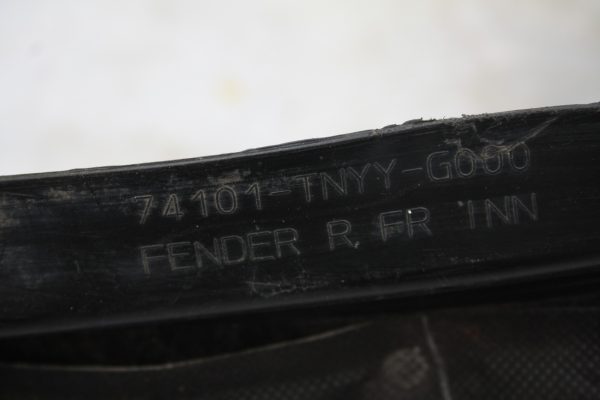 74101-TNYY-G000
FENDER R FR INN